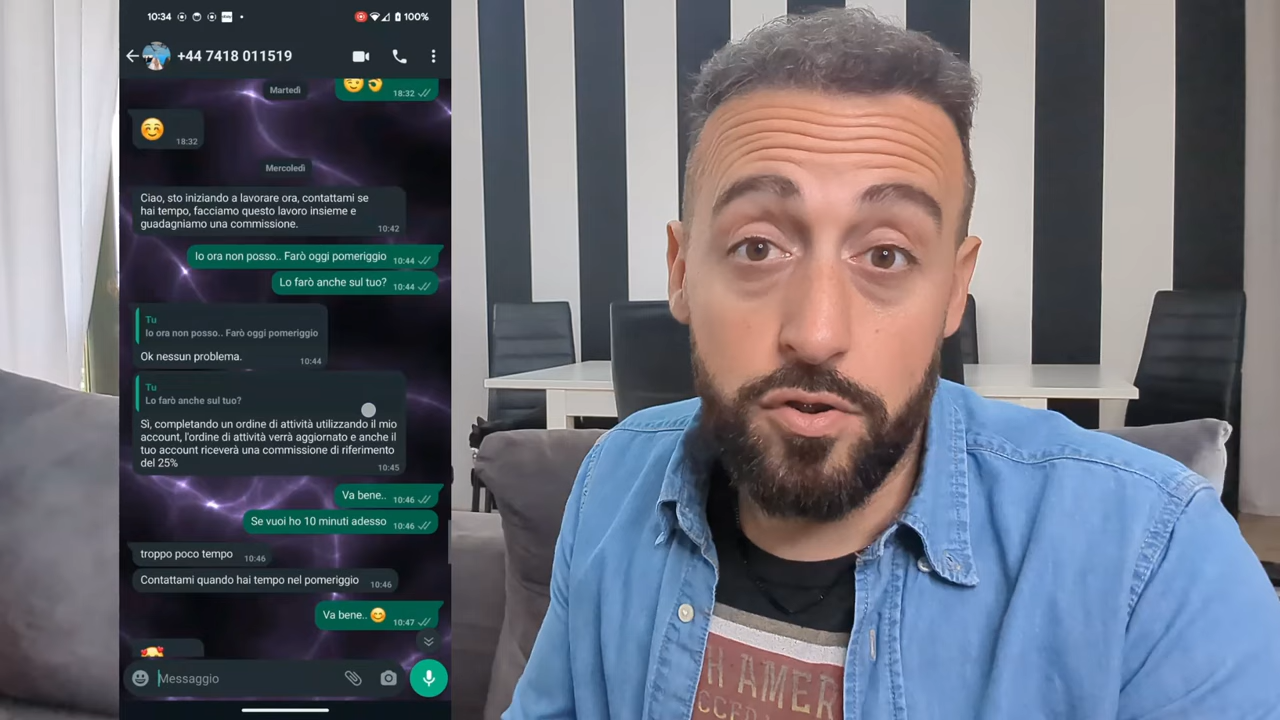 10:34
ebay
100%
+44 7418 011519
Martedì
18:32
18:32
Mercoledì
Ciao, sto iniziando a lavorare ora, contattami se
hai tempo, facciamo questo lavoro insieme e
guadagniamo una commissione.
10:42
Io ora non posso.. Farò oggi pomeriggio 10:44
Lo farò anche sul tuo? 10:44
Tu
Io ora non posso.. Farò oggi pomeriggio
Ok nessun problema. 10:44
Tu
Lo farò anche sul tuo?
Sì, completando un ordine di attività utilizzando il mio
account, l'ordine di attività verrà aggiornato e anche il
tuo account riceverà una commissione di riferimento
del 25% 10:45
Va bene.. 10:46
Se vuoi ho 10 minuti adesso 10:46
troppo poco tempo 10:46
Contattami quando hai tempo nel pomeriggio 10:46
Va bene.. 10:47
Messaggio
H AMER